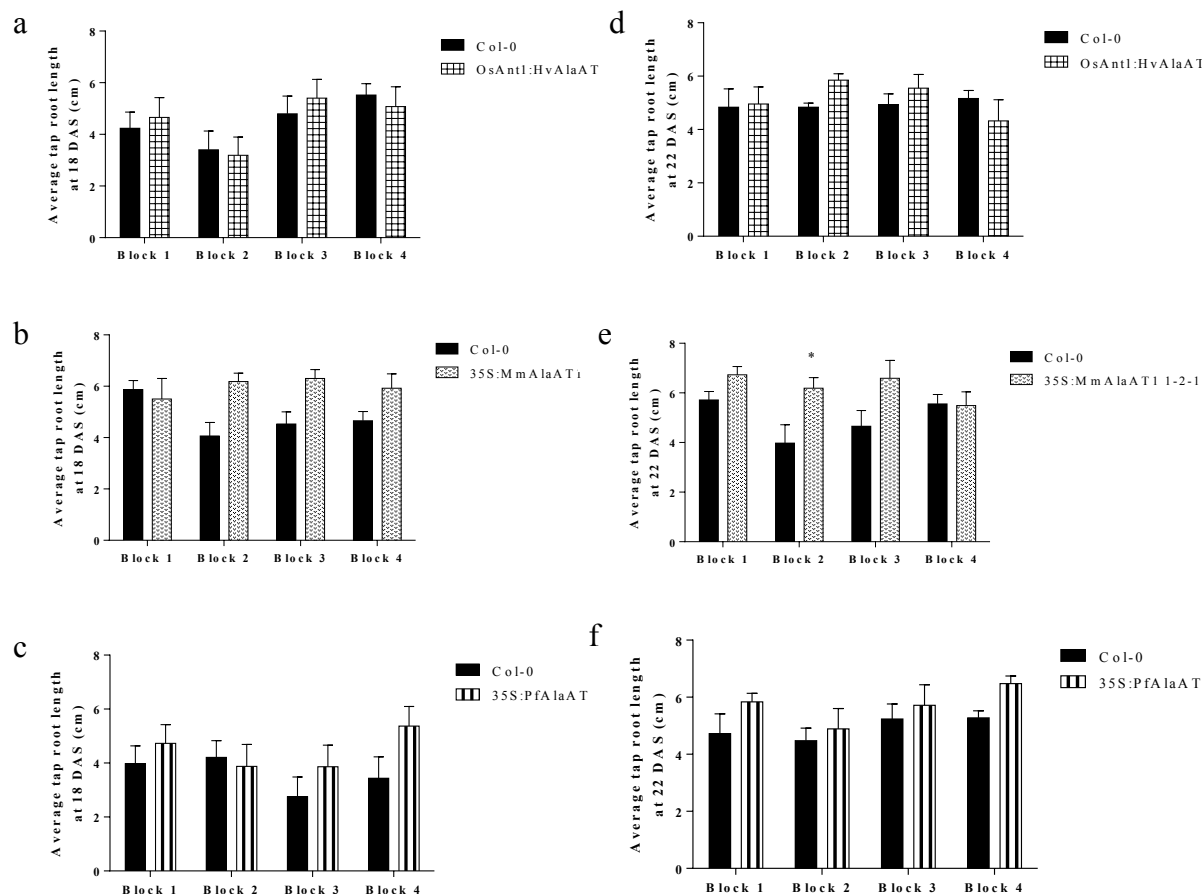 a
Average tap root length
at 18 DAS (cm)
8
6
4
2
0
Block 1
Block 2
Block 3
Block 4
Col-0
OsAnt1:HvAlaAT
d
Average tap root length
at 22 DAS (cm)
8
6
4
2
0
Block 1
Block 2
Block 3
Block 4
Col-0
OsAnt1:HvAlaAT
b
Average tap root length
at 18 DAS (cm)
8
6
4
2
0
Block 1
Block 2
Block 3
Block 4
Col-0
35S:MmAlaAT1
e
Average tap root length
at 22 DAS (cm)
8
6
4
2
0
*
Block 1
Block 2
Block 3
Block 4
Col-0
35S:MmAlaAT1 1-2-1
c
Average tap root length
at 18 DAS (cm)
8
6
4
2
0
Block 1
Block 2
Block 3
Block 4
Col-0
35S:PfAlaAT
f
Average tap root length
at 22 DAS (cm)
8
6
4
2
0
Block 1
Block 2
Block 3
Block 4
Col-0
35S:PfAlaAT